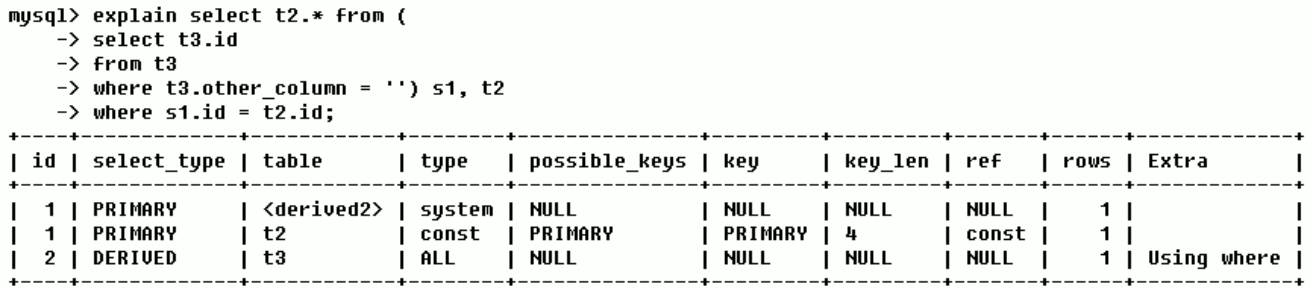 mysql> explain select t2.* from (
    -> select t3.id
    -> from t3
    -> where t3.other_column = '') s1, t2
    -> where s1.id = t2.id;
+----+-------------+------------+--------+---------------+---------+---------+-------+------+-------------+
| id | select_type | table      | type   | possible_keys | key     | key_len | ref   | rows | Extra       |
+----+-------------+------------+--------+---------------+---------+---------+-------+------+-------------+
|  1 | PRIMARY     | <derived2> | system | NULL          | NULL    | NULL    | NULL  |    1 |             |
|  1 | PRIMARY     | t2         | const  | PRIMARY       | PRIMARY | 4       | const |    1 |             |
|  2 | DERIVED     | t3         | ALL    | NULL          | NULL    | NULL    | NULL  |    1 | Using where |
+----+-------------+------------+--------+---------------+---------+---------+-------+------+-------------+